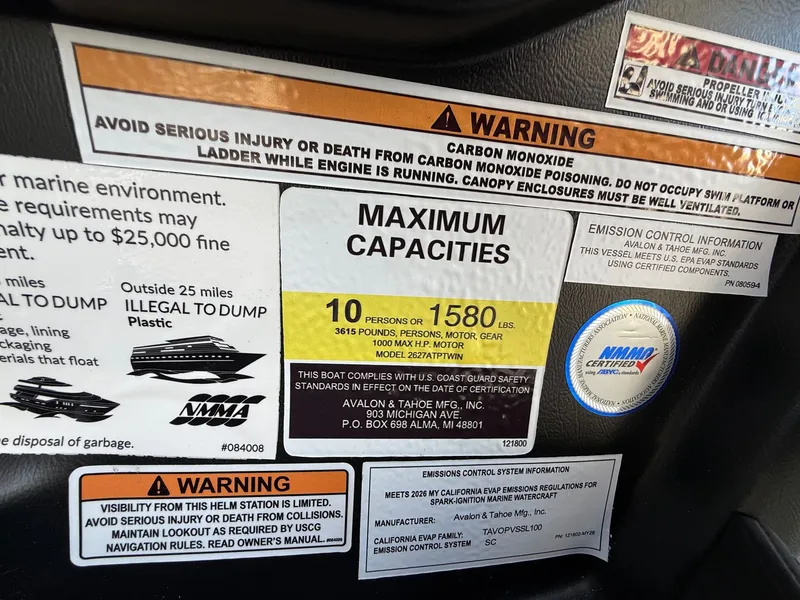 DANGER
PROPELLER
AVOID SERIOUS INJURY
SWIMMING AND OR USING
WARNING
CARBON MONOXIDE
AVOID SERIOUS INJURY OR DEATH FROM CARBON MONOXIDE POISONING. DO NOT OCCUPY SWIM PLATFORM OR
LADDER WHILE ENGINE IS RUNNING. CANOPY ENCLOSURES MUST BE WELL VENTILATED.
r marine environment.
e requirements may
nalty up to $25,000 fine
ent.
miles
AL TO DUMP
age, lining
ckaging
erials that float
Outside 25 miles
ILLEGAL TO DUMP
Plastic
NMMA
e disposal of garbage.
#084008
MAXIMUM
CAPACITIES
10 PERSONS OR 1580 LBS.
3615 POUNDS, PERSONS, MOTOR, GEAR
1000 MAX H.P. MOTOR
MODEL 2627ATPTWIN
THIS BOAT COMPLIES WITH U.S. COAST GUARD SAFETY
STANDARDS IN EFFECT ON THE DATE OF CERTIFICATION
AVALON & TAHOE MFG., INC.
903 MICHIGAN AVE.
P.O. BOX 698 ALMA, MI 48801
121800
EMISSION CONTROL INFORMATION
AVALON & TAHOE MFG, INC.
THIS VESSEL MEETS U.S. EPA EVAP STANDARDS
USING CERTIFIED COMPONENTS.
PN 080594
NATIONAL MARINE MANUFACTURERS ASSOCIATION
NMMA
CERTIFIED
using ABYC
WARNING
VISIBILITY FROM THIS HELM STATION IS LIMITED.
AVOID SERIOUS INJURY OR DEATH FROM COLLISIONS.
MAINTAIN LOOKOUT AS REQUIRED BY USCG
NAVIGATION RULES. READ OWNER'S MANUAL.
EMISSIONS CONTROL SYSTEM INFORMATION
MEETS 2026 MY CALIFORNIA EVAP EMISSIONS REGULATIONS FOR
SPARK-IGNITION MARINE WATERCRAFT
MANUFACTURER: Avalon & Tahoe Mfg., Inc.
CALIFORNIA EVAP FAMILY: TAVOPVSSL100
EMISSION CONTROL SYSTEM SC
PN: 121802-MY26